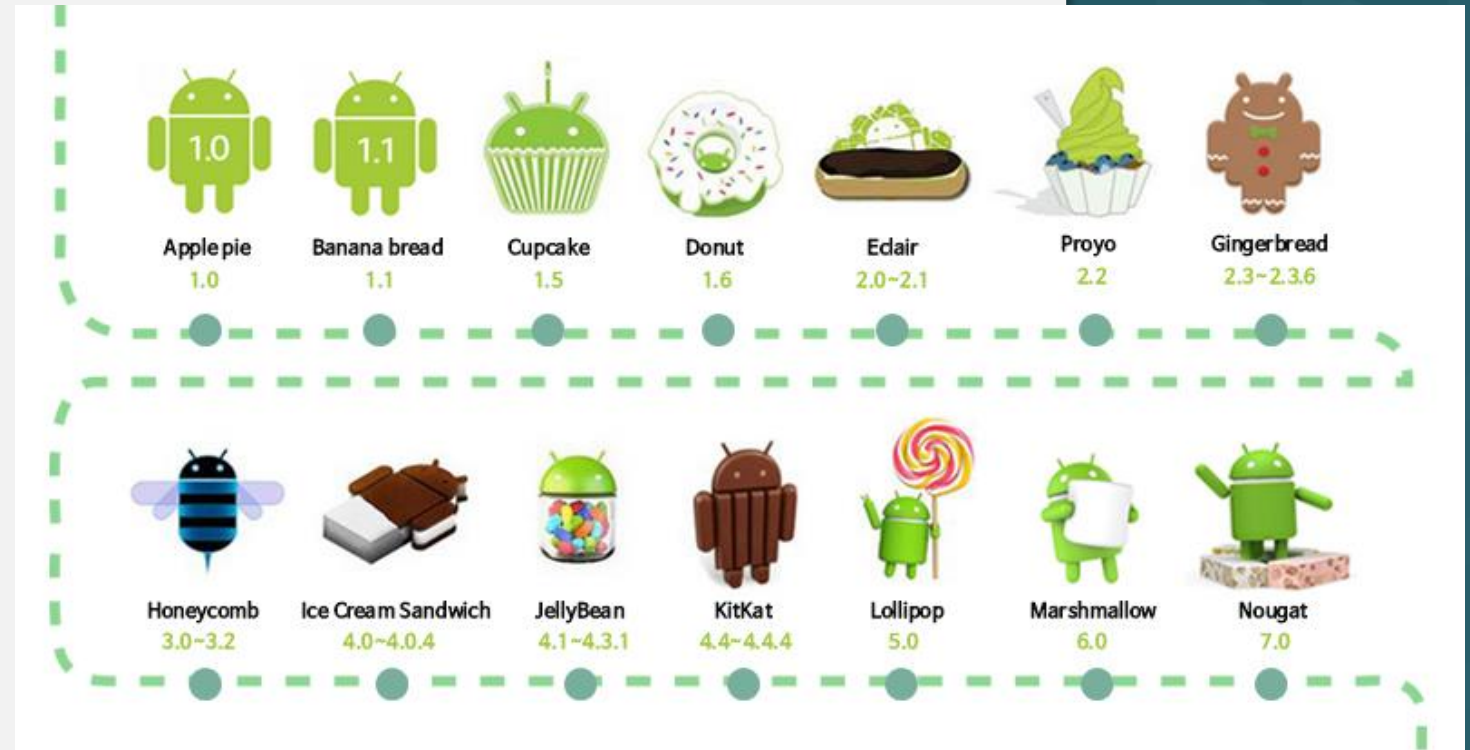 1.0
1.1
Apple pie
Banana bread
Cupcake
Donut
Eclair
Proyo
Gingerbread
1.0
1.1
1.5
1.6
2.0~2.1
2.2
2.3~2.3.6
Honeycomb
Ice Cream Sandwich
JellyBean
KitKat
Lollipop
Marshmallow
Nougat
3.0~3.2
4.0~4.0.4
4.1~4.3.1
4.4~4.4.4
5.0
6.0
7.0